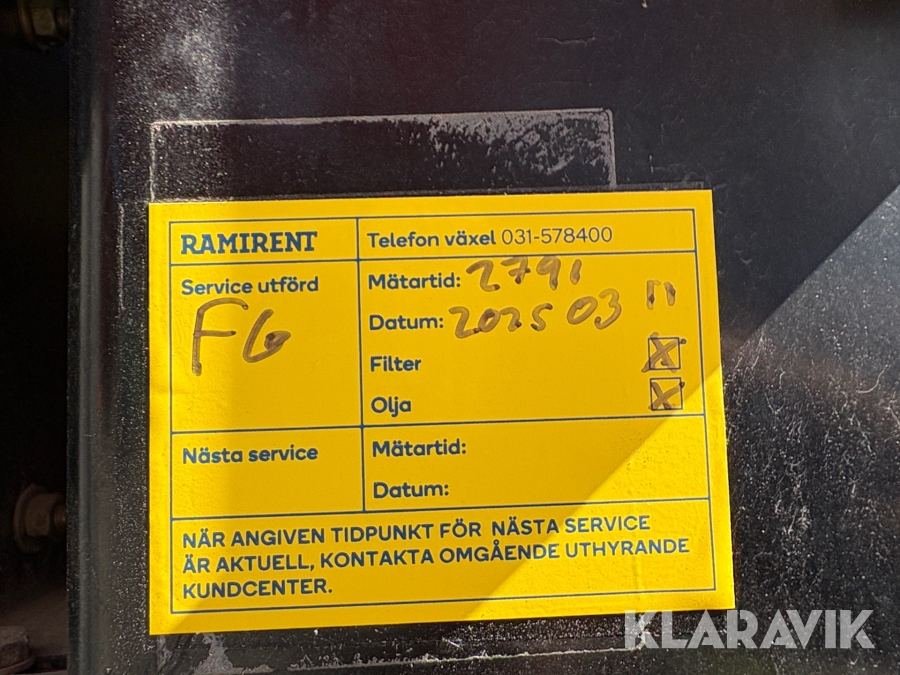 RAMIRENT
Telefon växel 031-578400
Service utförd
FG
Mätartid: 2791
Datum: 2025 03 11
Filter X
Olja X
Nästa service
Mätartid:
Datum:
NÄR ANGIVEN TIDPUNKT FÖR NÄSTA SERVICE
ÄR AKTUELL, KONTAKTA OMGÅENDE UTHYRANDE
KUNDCENTER.
KLARAVIK